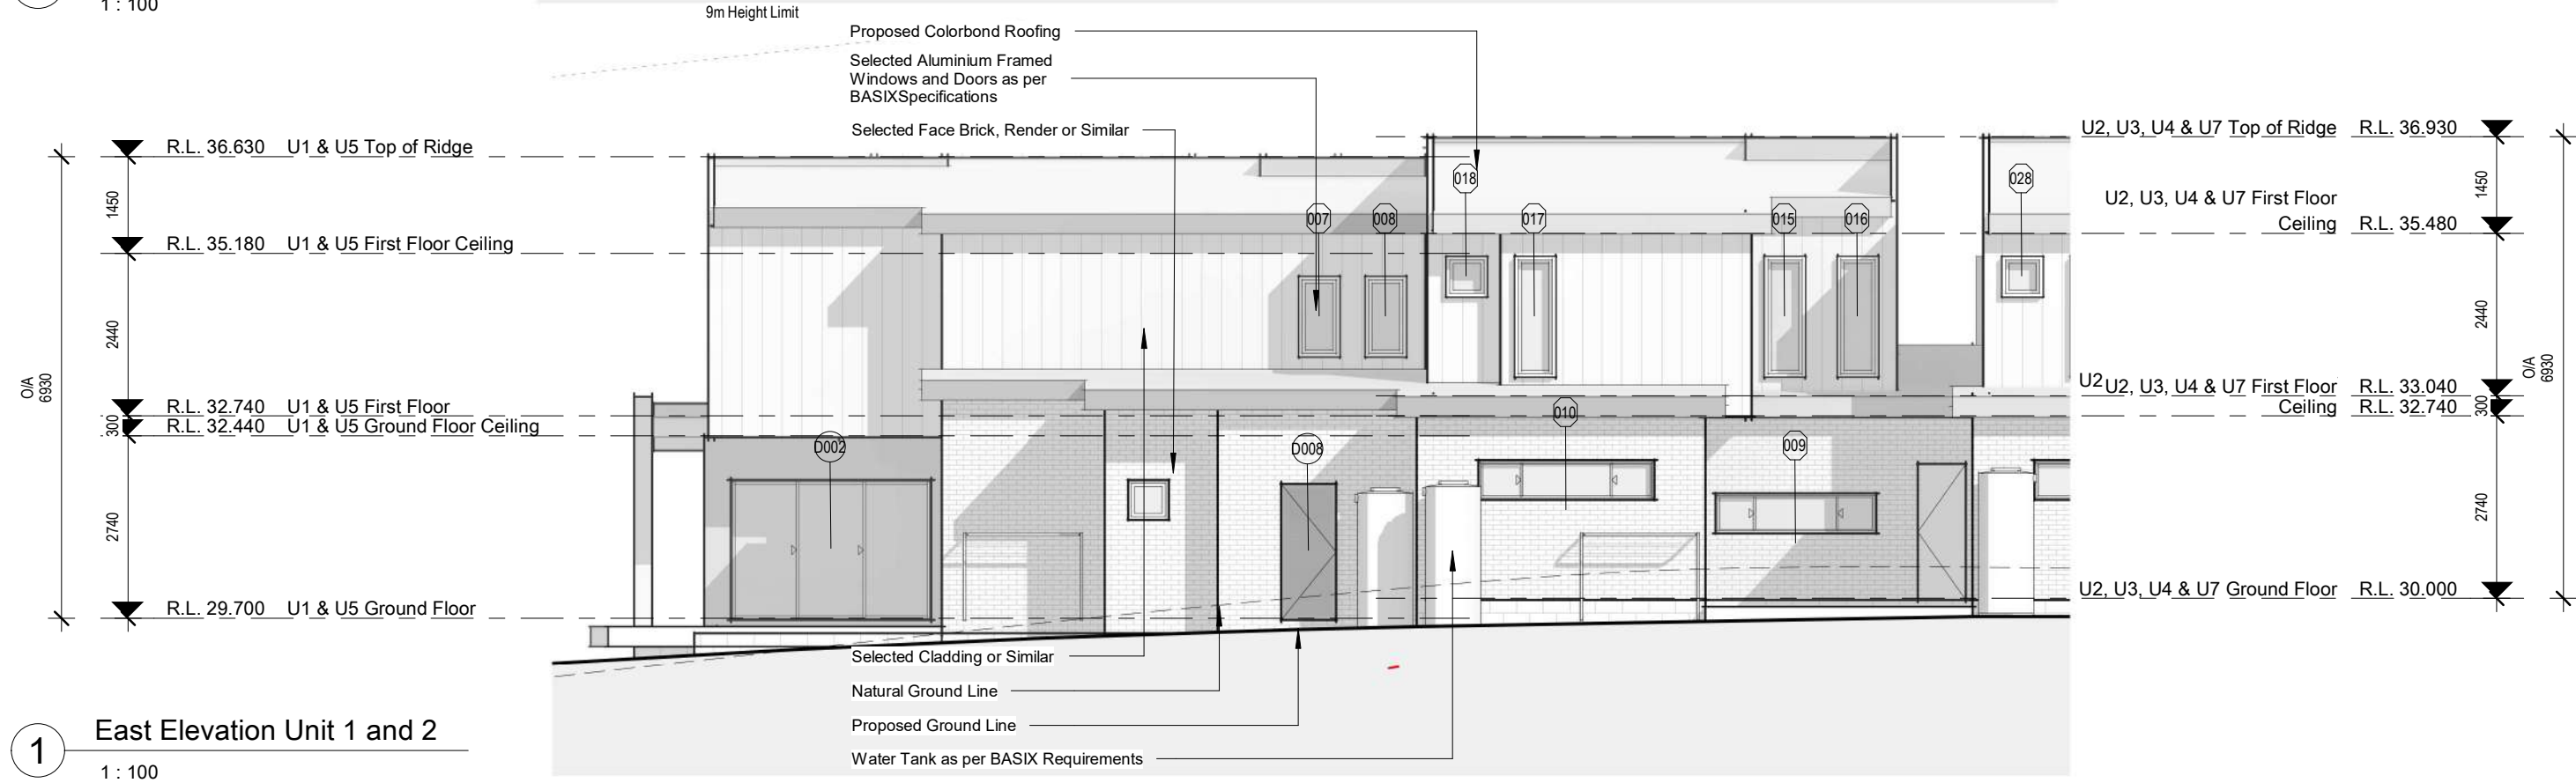 1 : 100
9m Height Limit
Proposed Colorbond Roofing
Selected Aluminium Framed
Windows and Doors as per
BASIXSpecifications
Selected Face Brick, Render or Similar
R.L. 36.630 U1 & U5 Top of Ridge
U2, U3, U4 & U7 Top of Ridge R.L. 36.930
1450
1450
018
028
U2, U3, U4 & U7 First Floor
Ceiling R.L. 35.480
007
008
017
015
016
R.L. 35.180 U1 & U5 First Floor Ceiling
2440
2440
O/A
6930
O/A
6930
R.L. 32.740 U1 & U5 First Floor
R.L. 32.440 U1 & U5 Ground Floor Ceiling
300
U2
U2, U3, U4 & U7 First Floor R.L. 33.040
Ceiling R.L. 32.740
300
010
D002
D008
009
2740
2740
R.L. 29.700 U1 & U5 Ground Floor
U2, U3, U4 & U7 Ground Floor R.L. 30.000
Selected Cladding or Similar
Natural Ground Line
Proposed Ground Line
Water Tank as per BASIX Requirements
1
East Elevation Unit 1 and 2
1 : 100